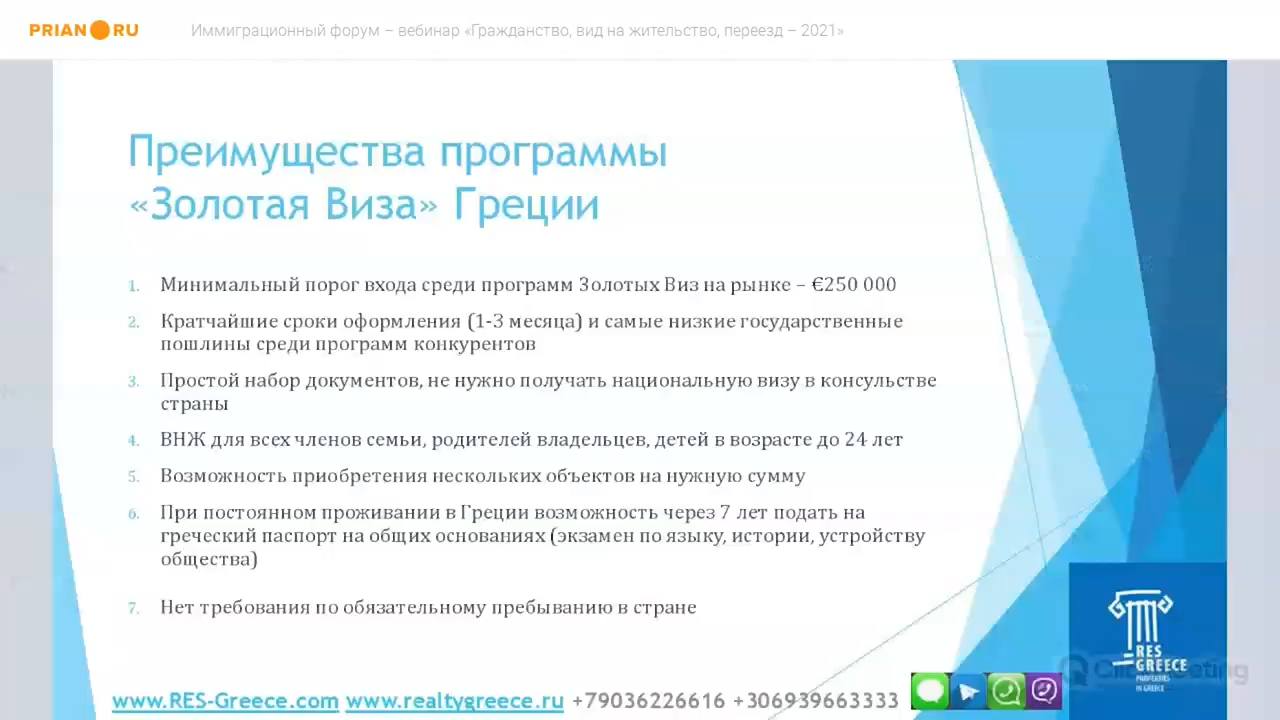 PRIAN RU
Иммиграционный форум – вебинар «Гражданство, вид на жительство, переезд – 2021»
Преимущества программы
«Золотая Виза» Греции
1. Минимальный порог входа среди программ Золотых Виз на рынке – €250 000
2. Кратчайшие сроки оформления (1-3 месяца) и самые низкие государственные
пошлины среди программ конкурентов
3. Простой набор документов, не нужно получать национальную визу в консульстве
страны
4. ВНЖ для всех членов семьи, родителей владельцев, детей в возрасте до 24 лет
5. Возможность приобретения нескольких объектов на нужную сумму
6. При постоянном проживании в Греции возможность через 7 лет подать на
греческий паспорт на общих основаниях (экзамен по языку, истории, устройству
общества)
7. Нет требования по обязательному пребыванию в стране
RES
GREECE
PROPERTIES
IN GREECE
ClickMeeting
www.RES-Greece.com www.realtygreece.ru +79036226616 +306939663333